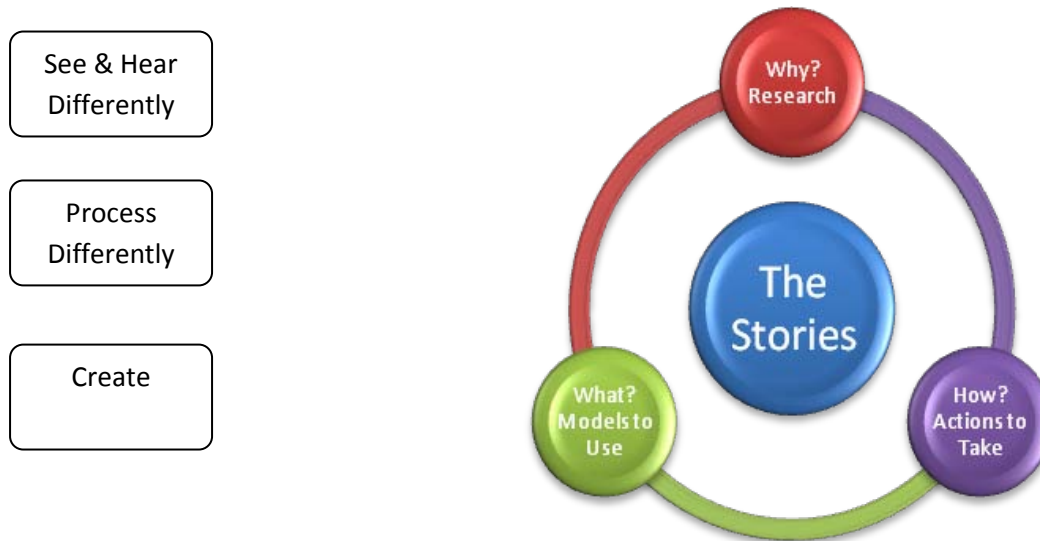 See & Hear
Differently
Process
Differently
Create
Why?
Research
The
Stories
What?
Models to
Use
How?
Actions to
Take